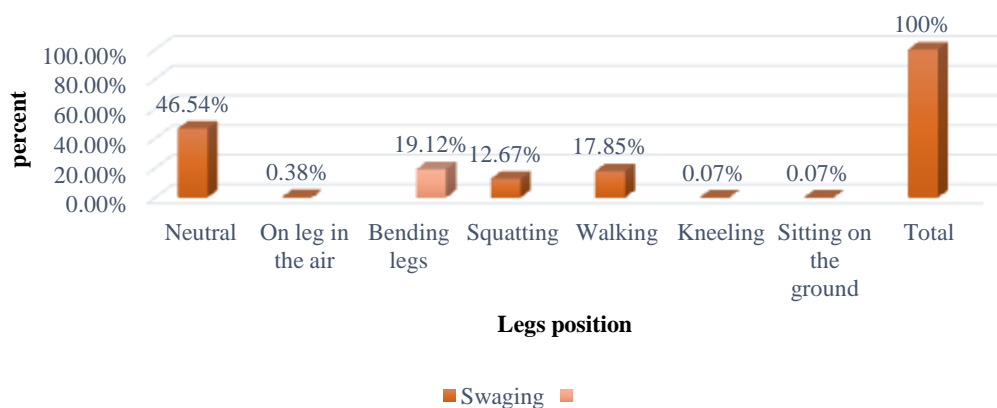 100%
100.00%
80.00%
60.00%
40.00%
20.00%
0.00%
percent
46.54%
0.38%
19.12%
12.67%
17.85%
0.07%
0.07%
Neutral
On leg in
the air
Bending
legs
Squatting
Walking
Kneeling
Sitting on
the
ground
Total
Legs position
Swaging